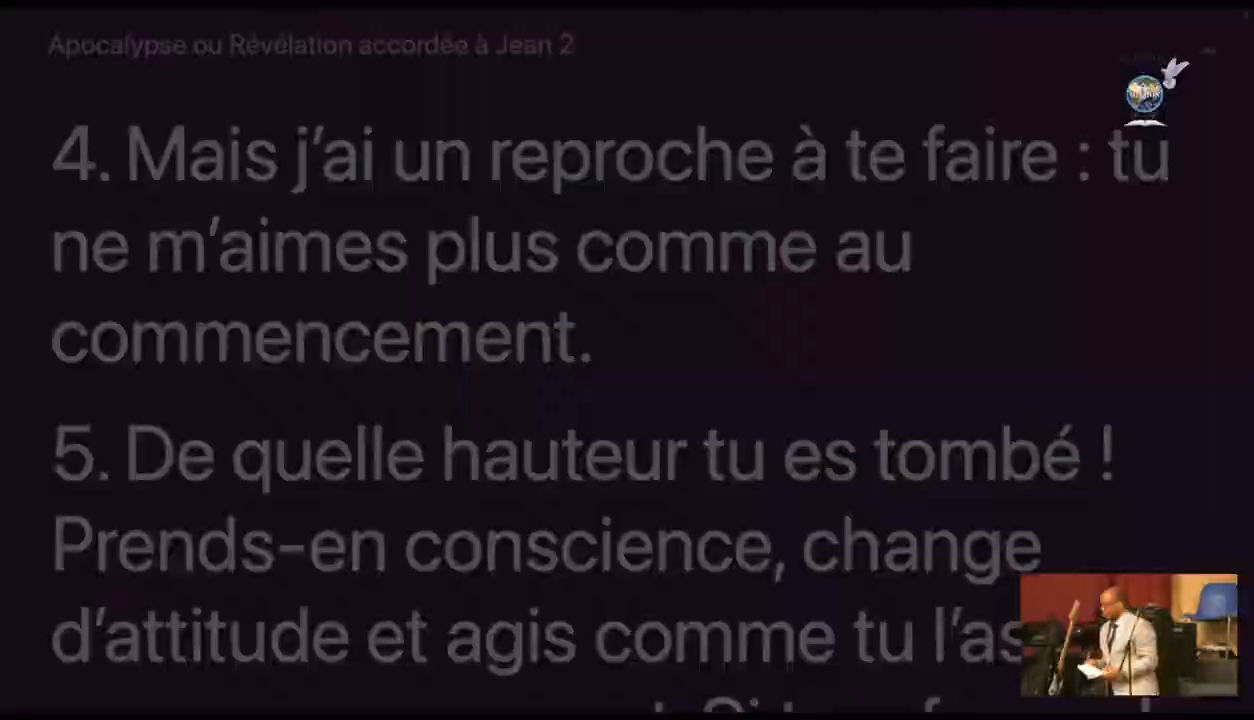 Apocalypse ou Révélation accordée à Jean 2
4. Mais j’ai un reproche à te faire : tu
ne m’aimes plus comme au
commencement.
5. De quelle hauteur tu es tombé !
Prends-en conscience, change
d’attitude et agis comme tu l’as